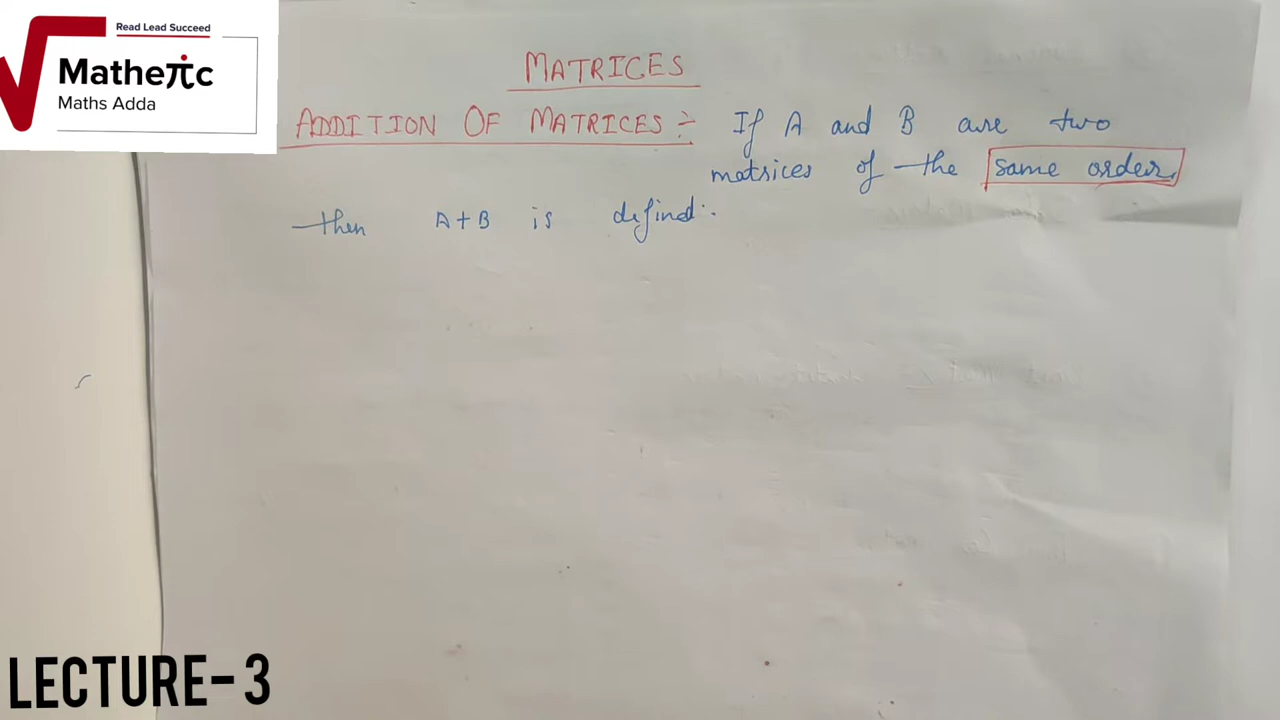 Read Lead Succeed
Matheπc
Maths Adda
MATRICES
ADDITION OF MATRICES :- If A and B are two
matrices of the same order,
then A+B is defind.
LECTURE-3